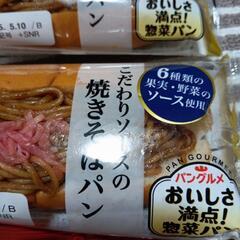 5.5.10/B
+SNR
おいしさ
満点!
惣菜パン
こだわりソースの
焼きそばパン
6種類の
果実・野菜の
ソース使用
PAN GOURMET
パングルメ
おいしさ
満点!
惣菜パン
/B